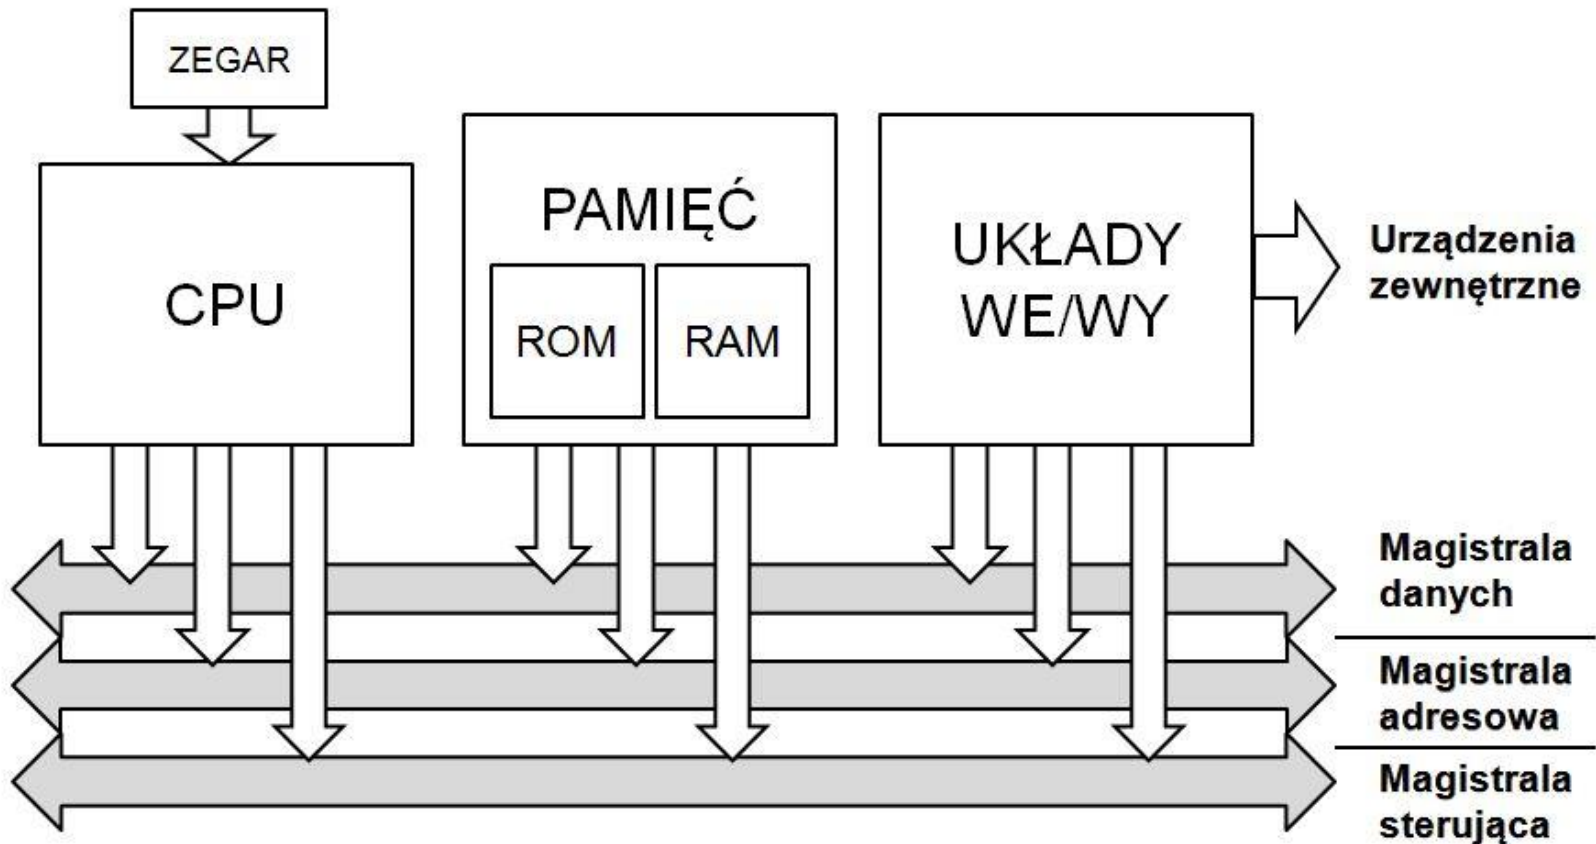 ZEGAR
CPU
PAMIĘĆ
ROM
RAM
UKŁADY
WE/WY
Urządzenia
zewnętrzne
Magistrala
danych
Magistrala
adresowa
Magistrala
sterująca